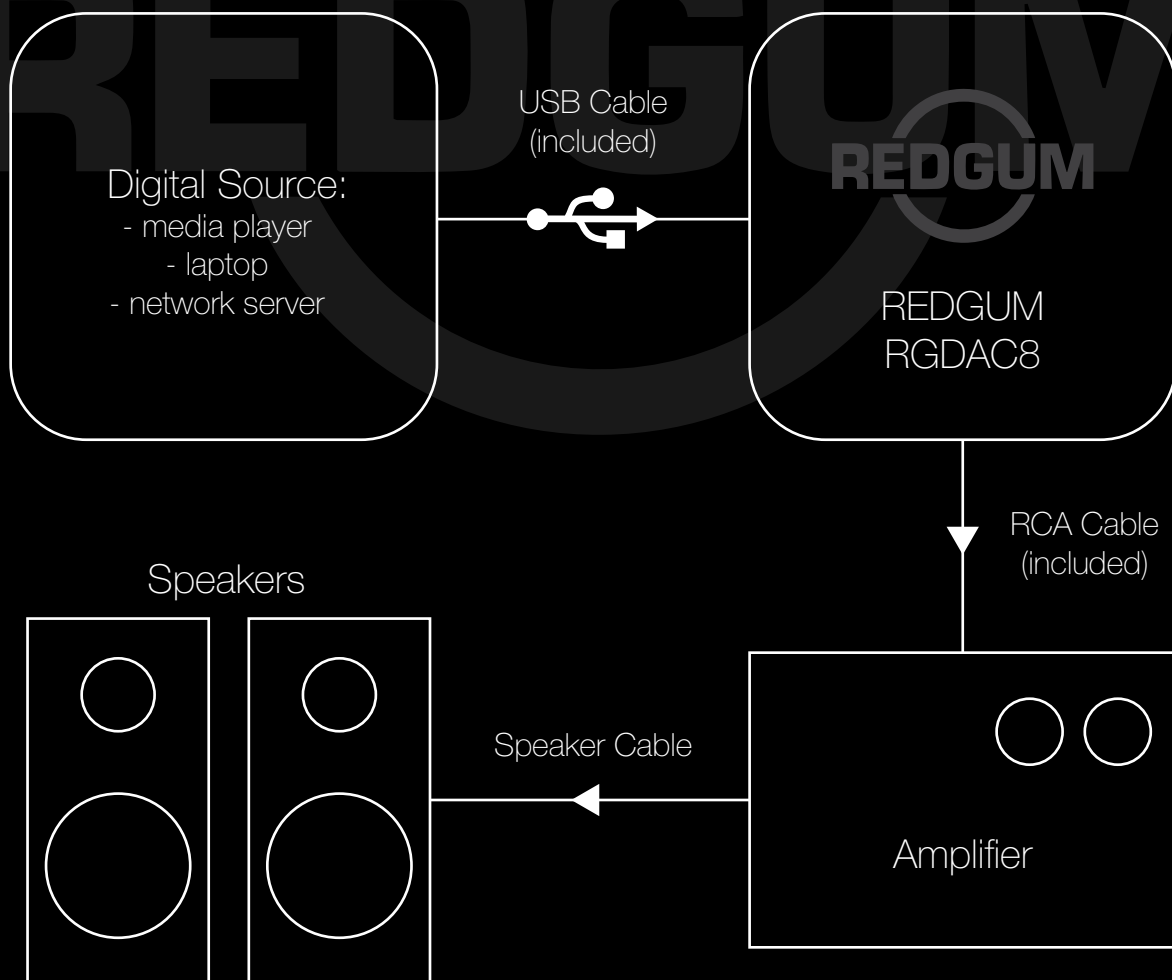 REDGUM
USB Cable
(included)
Digital Source:
- media player
- laptop
- network server
REDGUM
REDGUM
RGDAC8
RCA Cable
(included)
Speakers
Speaker Cable
Amplifier